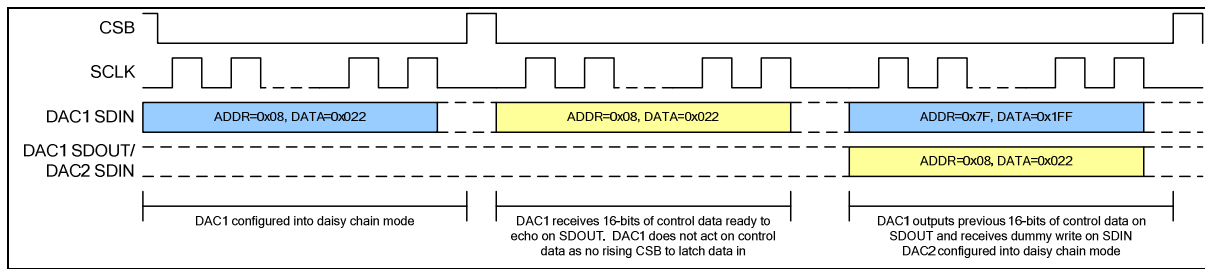 CSB
SCLK
DAC1 SDIN
ADDR=0x08, DATA=0x022
ADDR=0x08, DATA=0x022
ADDR=0x7F, DATA=0x1FF
DAC1 SDOUT/
DAC2 SDIN
ADDR=0x08, DATA=0x022
DAC1 configured into daisy chain mode
DAC1 receives 16-bits of control data ready to
echo on SDOUT. DAC1 does not act on control
data as no rising CSB to latch data in
DAC1 outputs previous 16-bits of control data on
SDOUT and receives dummy write on SDIN
DAC2 configured into daisy chain mode